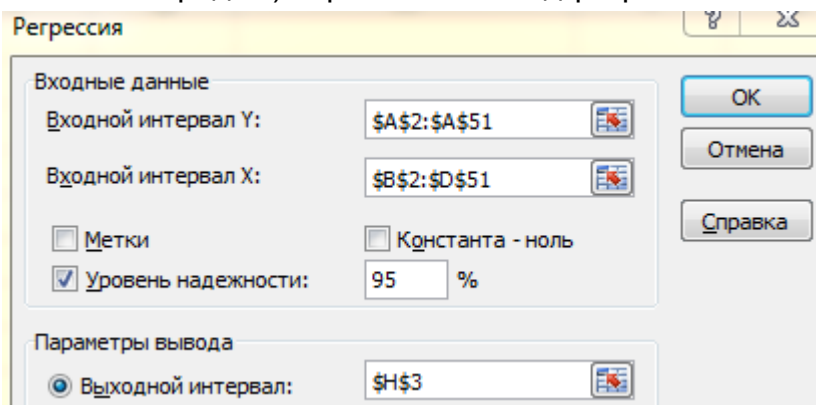 Регрессия
Входные данные
Входной интервал Y: $A$2:$A$51
Входной интервал X: $B$2:$D$51
Метки Константа - ноль
Уровень надежности: 95 %
OK
Отмена
Справка
Параметры вывода
Выходной интервал: $H$3